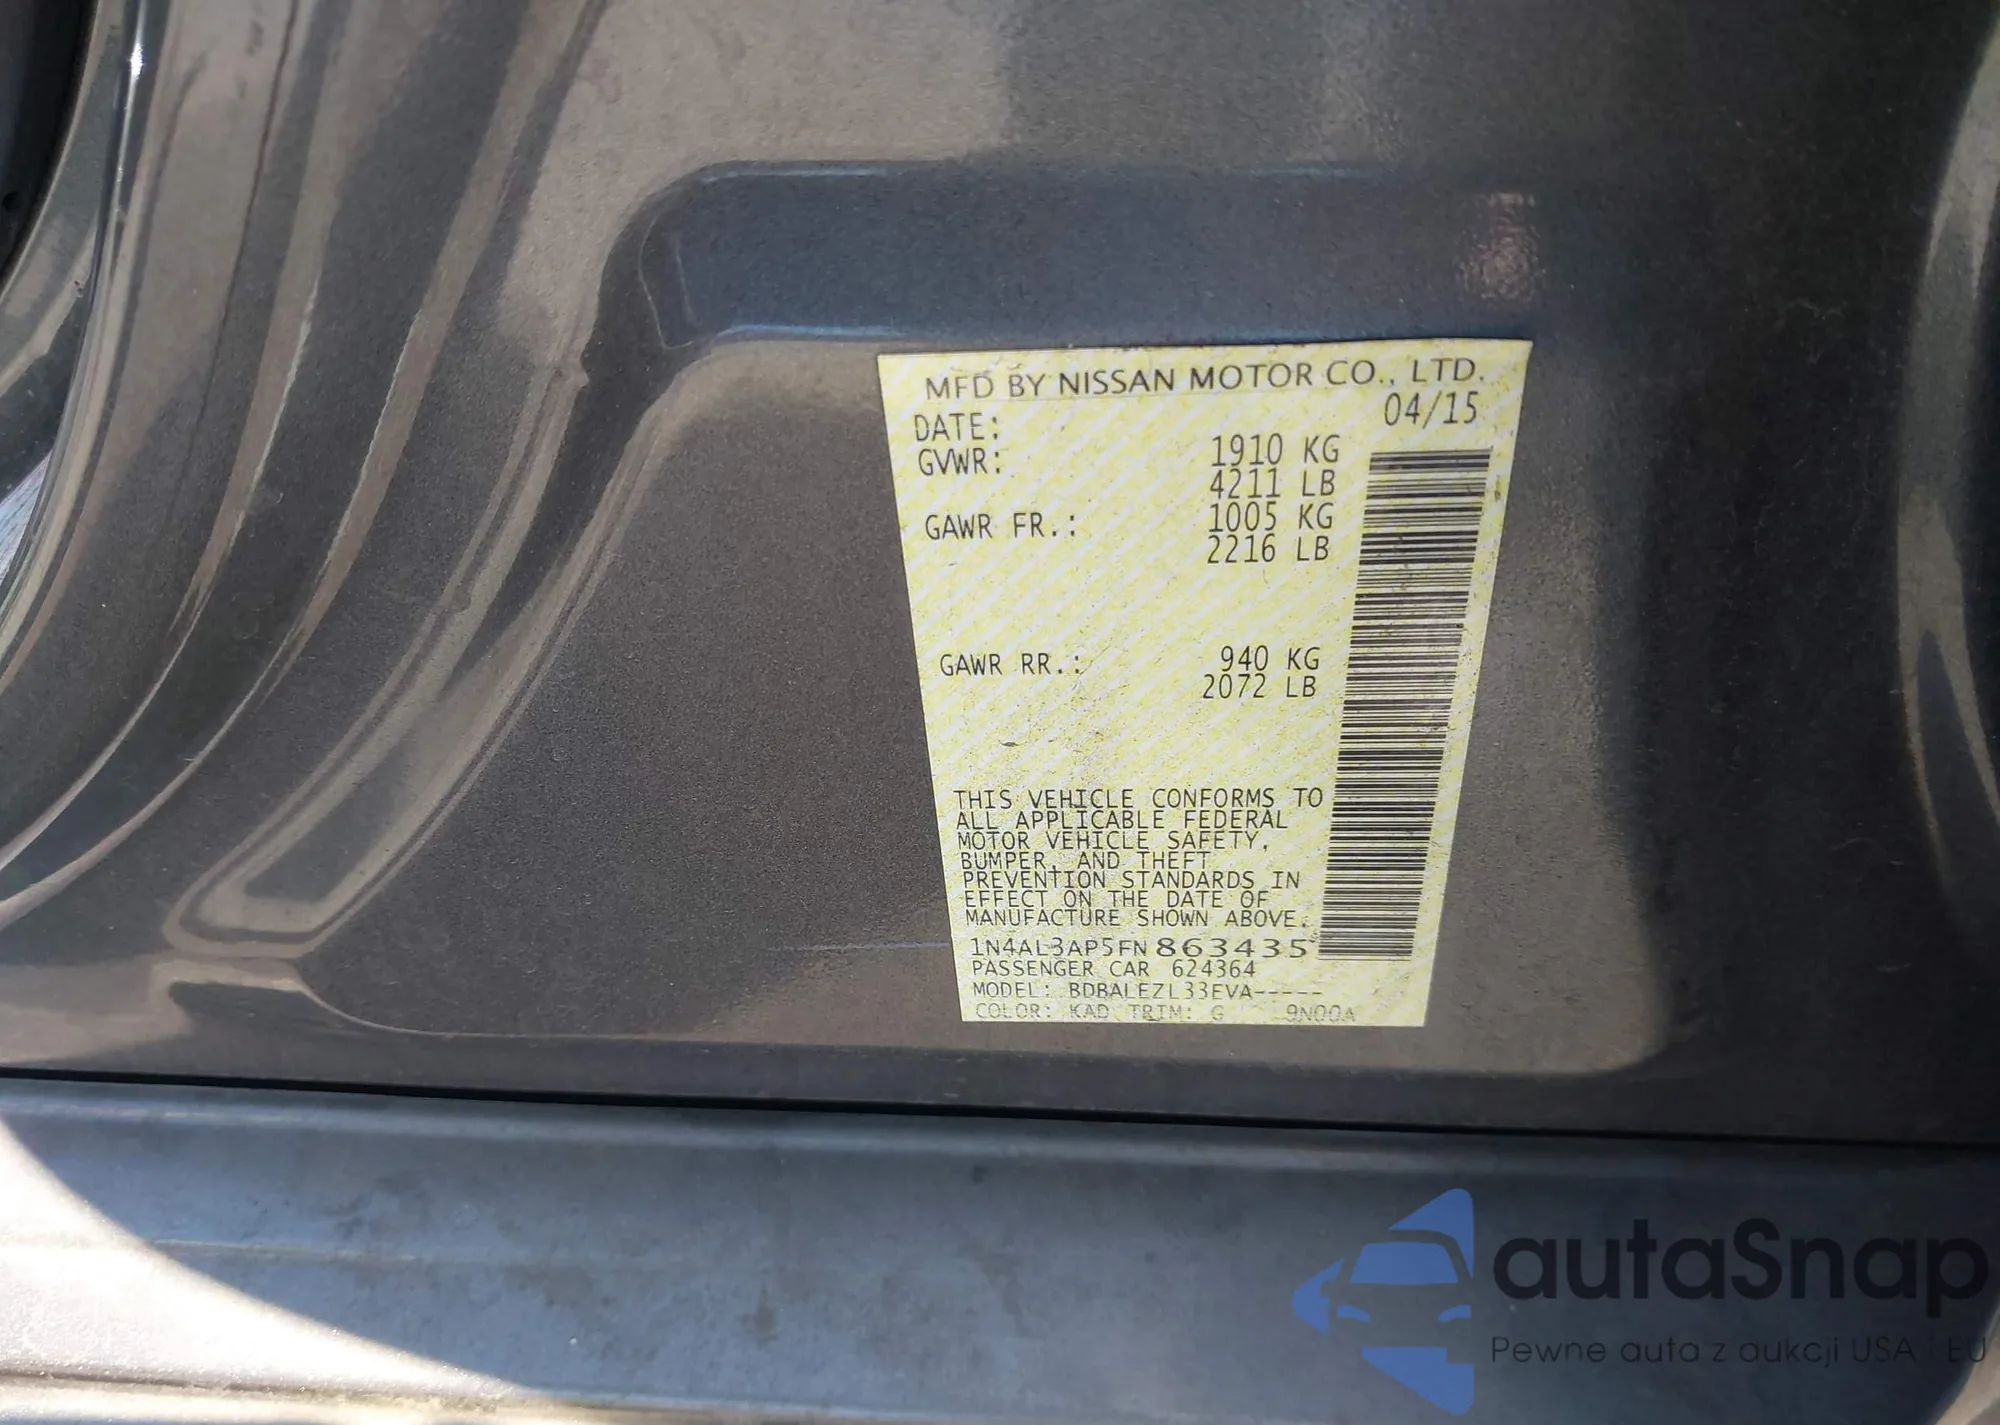 MFD BY NISSAN MOTOR CO., LTD.
DATE: 04/15
GVWR: 1910 KG
4211 LB
GAWR FR.: 1005 KG
2216 LB
GAWR RR.: 940 KG
2072 LB
THIS VEHICLE CONFORMS TO
ALL APPLICABLE FEDERAL
MOTOR VEHICLE SAFETY,
BUMPER, AND THEFT
PREVENTION STANDARDS IN
EFFECT ON THE DATE OF
MANUFACTURE SHOWN ABOVE.
1N4AL3AP5FN863435
PASSENGER CAR 624364
MODEL: BDBALEZL33EVA-----
COLOR: KAD TRIM: G 9N00A
autaSnap
Pewne auta z aukcji USA i EU